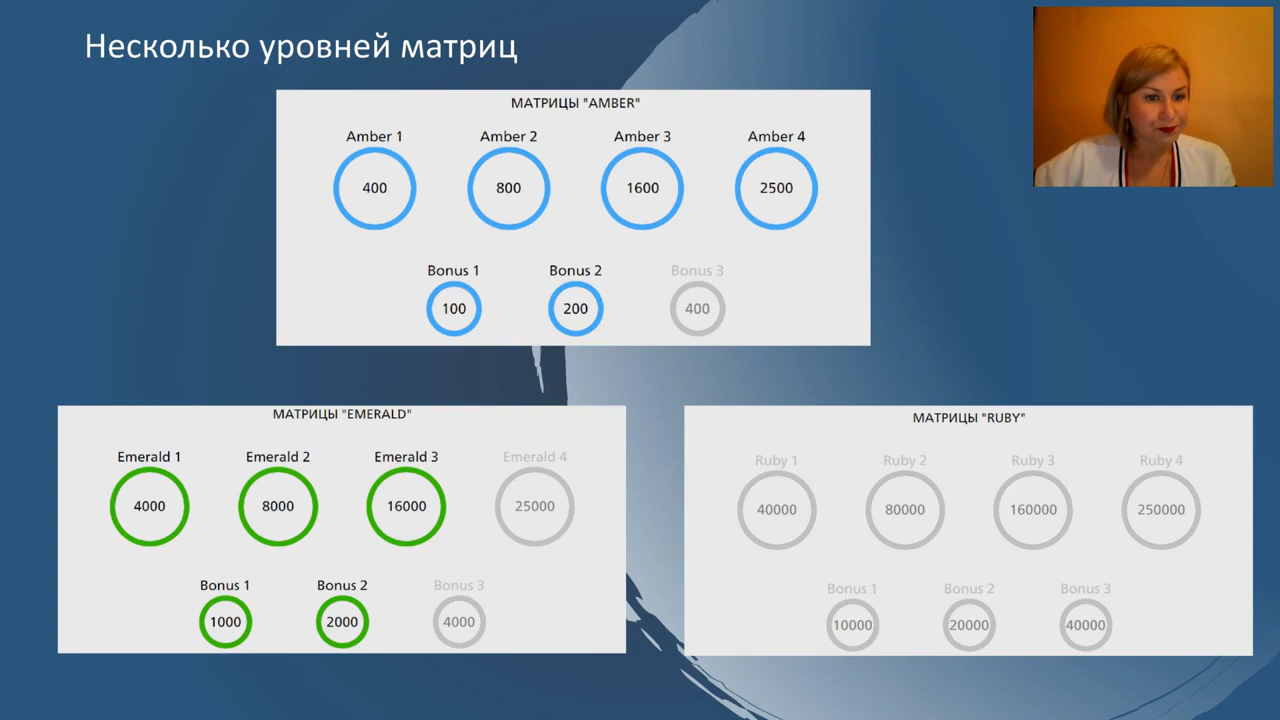 Несколько уровней матриц
МАТРИЦЫ "AMBER"
Amber 1 Amber 2 Amber 3 Amber 4
400 800 1600 2500
Bonus 1 Bonus 2 Bonus 3
100 200 400
МАТРИЦЫ "EMERALD"
Emerald 1 Emerald 2 Emerald 3 Emerald 4
4000 8000 16000 25000
Bonus 1 Bonus 2 Bonus 3
1000 2000 4000
МАТРИЦЫ "RUBY"
Ruby 1 Ruby 2 Ruby 3 Ruby 4
40000 80000 160000 250000
Bonus 1 Bonus 2 Bonus 3
10000 20000 40000